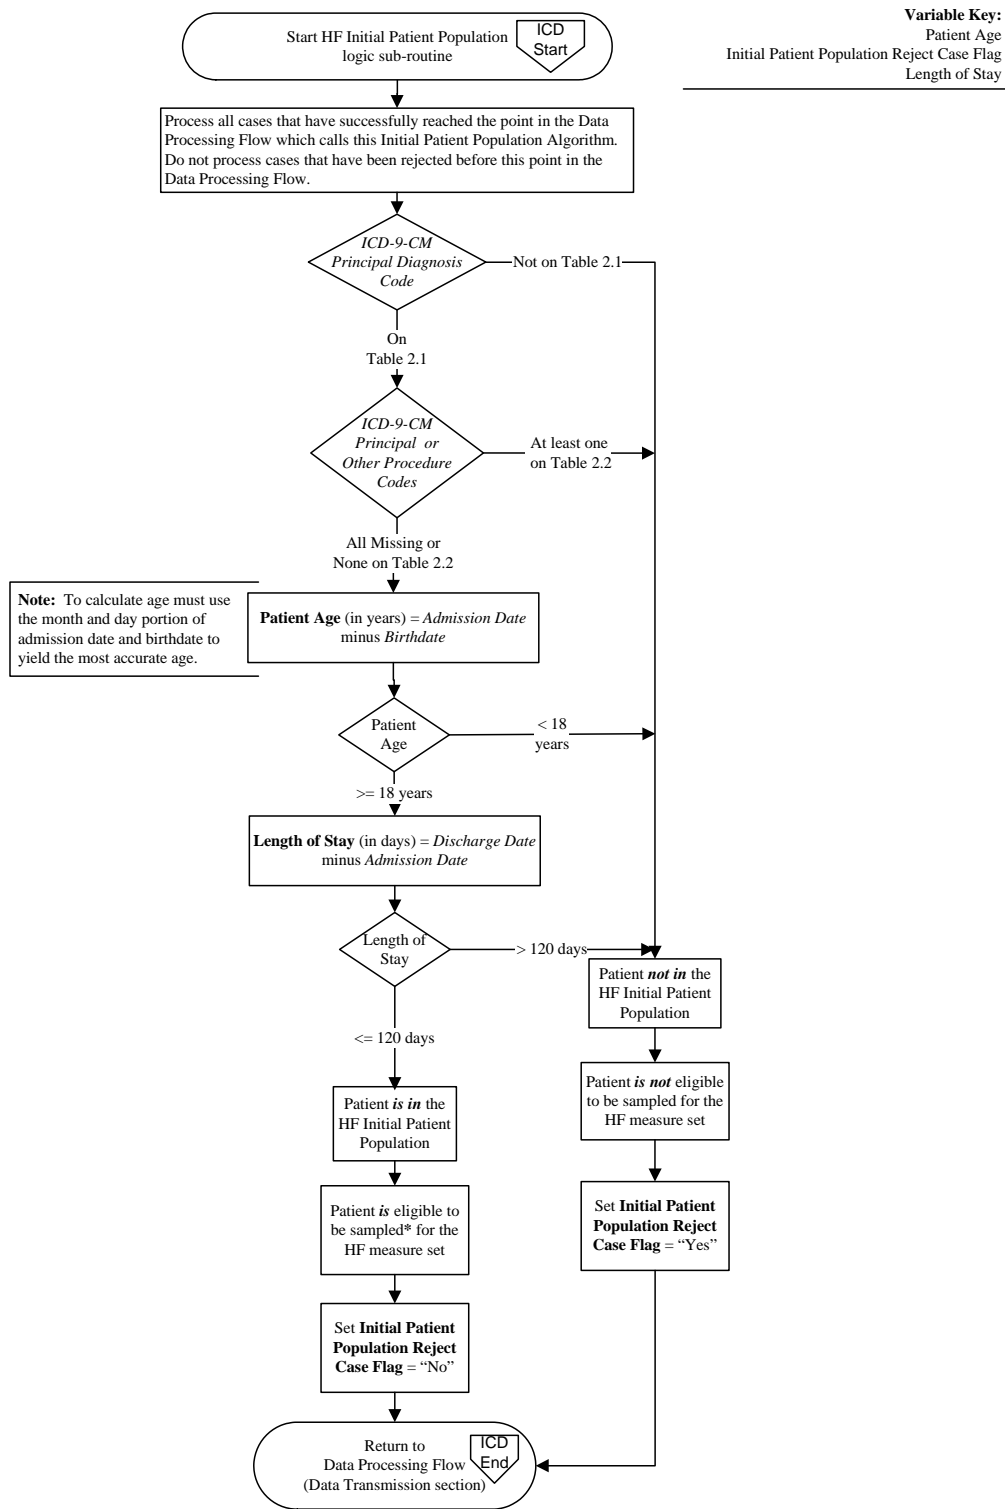 Start HF Initial Patient Population
logic sub-routine
ICD
Start
Variable Key:
Patient Age
Initial Patient Population Reject Case Flag
Length of Stay
Process all cases that have successfully reached the point in the Data
Processing Flow which calls this Initial Patient Population Algorithm.
Do not process cases that have been rejected before this point in the
Data Processing Flow.
ICD-9-CM
Principal Diagnosis
Code
Not on Table 2.1
On
Table 2.1
ICD-9-CM
Principal or
Other Procedure
Codes
At least one
on Table 2.2
All Missing or
None on Table 2.2
Note: To calculate age must use
the month and day portion of
admission date and birthdate to
yield the most accurate age.
Patient Age (in years) = Admission Date
minus Birthdate
Patient
Age
< 18
years
>= 18 years
Length of Stay (in days) = Discharge Date
minus Admission Date
Length of
Stay
> 120 days
<= 120 days
Patient not in the
HF Initial Patient
Population
Patient is not eligible
to be sampled for the
HF measure set
Set Initial Patient
Population Reject
Case Flag = “Yes”
Patient is in the
HF Initial Patient
Population
Patient is eligible to
be sampled* for the
HF measure set
Set Initial Patient
Population Reject
Case Flag = “No”
Return to
Data Processing Flow
(Data Transmission section)
ICD
End